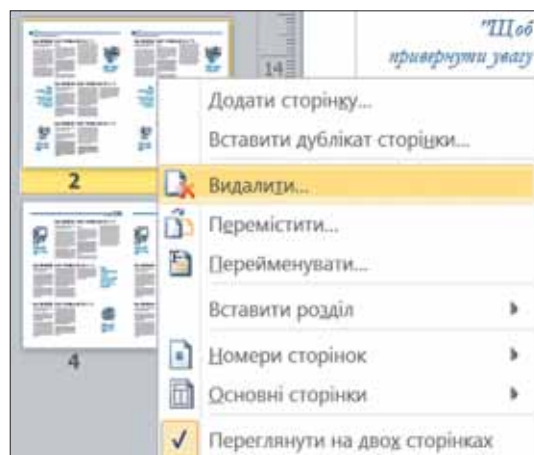 "Щоб
привернути увагу
14
Додати сторінку...
Вставити дублікат сторінки...
2
Видалити...
Перемістити...
Перейменувати...
Вставити розділ
4
Номери сторінок
Основні сторінки
Переглянути на двох сторінках